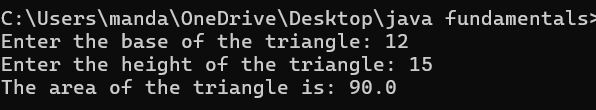 C:\Users\manda\OneDrive\Desktop\java fundamentals>
Enter the base of the triangle: 12
Enter the height of the triangle: 15
The area of the triangle is: 90.0